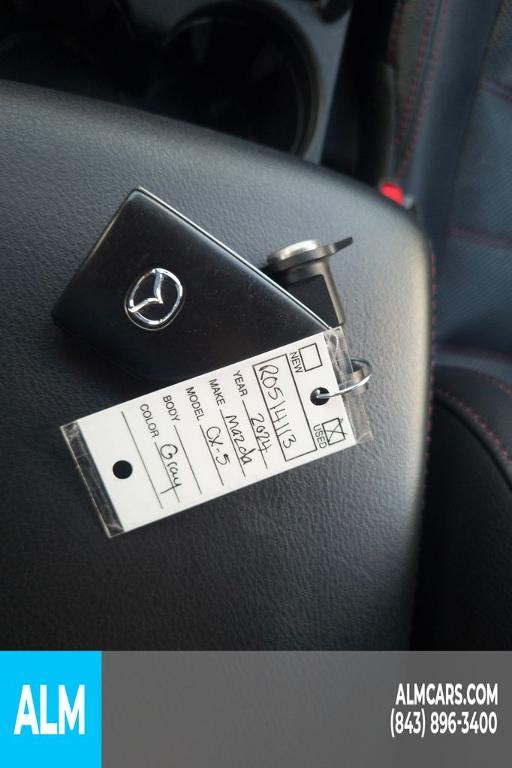 NEW
USED
R0514113
YEAR 2024
MAKE Mazda
MODEL CX-5
BODY
COLOR Gray
ALM
ALMCARS.COM
(843) 896-3400